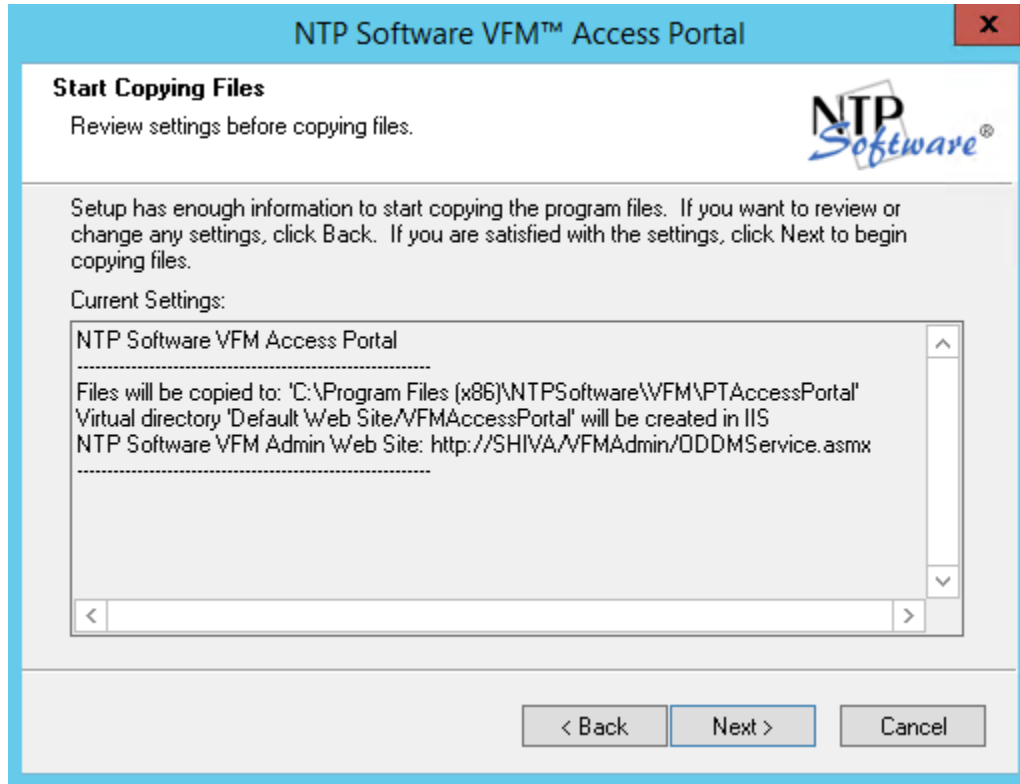 NTP Software VFM™ Access Portal
x
Start Copying Files
Review settings before copying files.
NTP
Software®
Setup has enough information to start copying the program files.  If you want to review or
change any settings, click Back.  If you are satisfied with the settings, click Next to begin
copying files.
Current Settings:
NTP Software VFM Access Portal
-----------------------------------------------------------
Files will be copied to: 'C:\Program Files (x86)\NTPSoftware\VFM\PTAccessPortal'
Virtual directory 'Default Web Site/VFMAccessPortal' will be created in IIS
NTP Software VFM Admin Web Site: http://SHIVA/VFMAdmin/ODDMService.asmx
-----------------------------------------------------------
< Back
Next >
Cancel